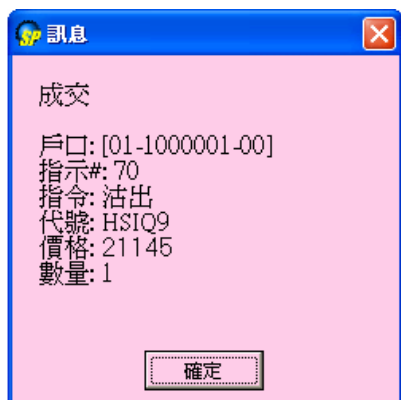 SP 訊息
成交
戶口: [01-1000001-00]
指示#: 70
指令: 沽出
代號: HSIQ9
價格: 21145
數量: 1
確定